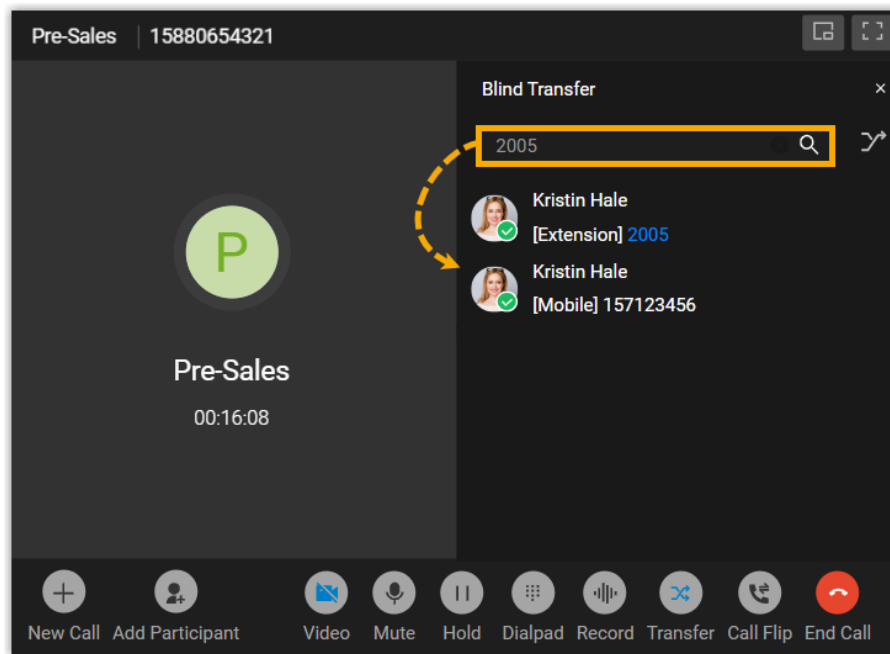 Pre-Sales 15880654321
Blind Transfer
2005
Kristin Hale
[Extension] 2005
Kristin Hale
[Mobile] 157123456
P
Pre-Sales
00:16:08
New Call Add Participant Video Mute Hold Dialpad Record Transfer Call Flip End Call